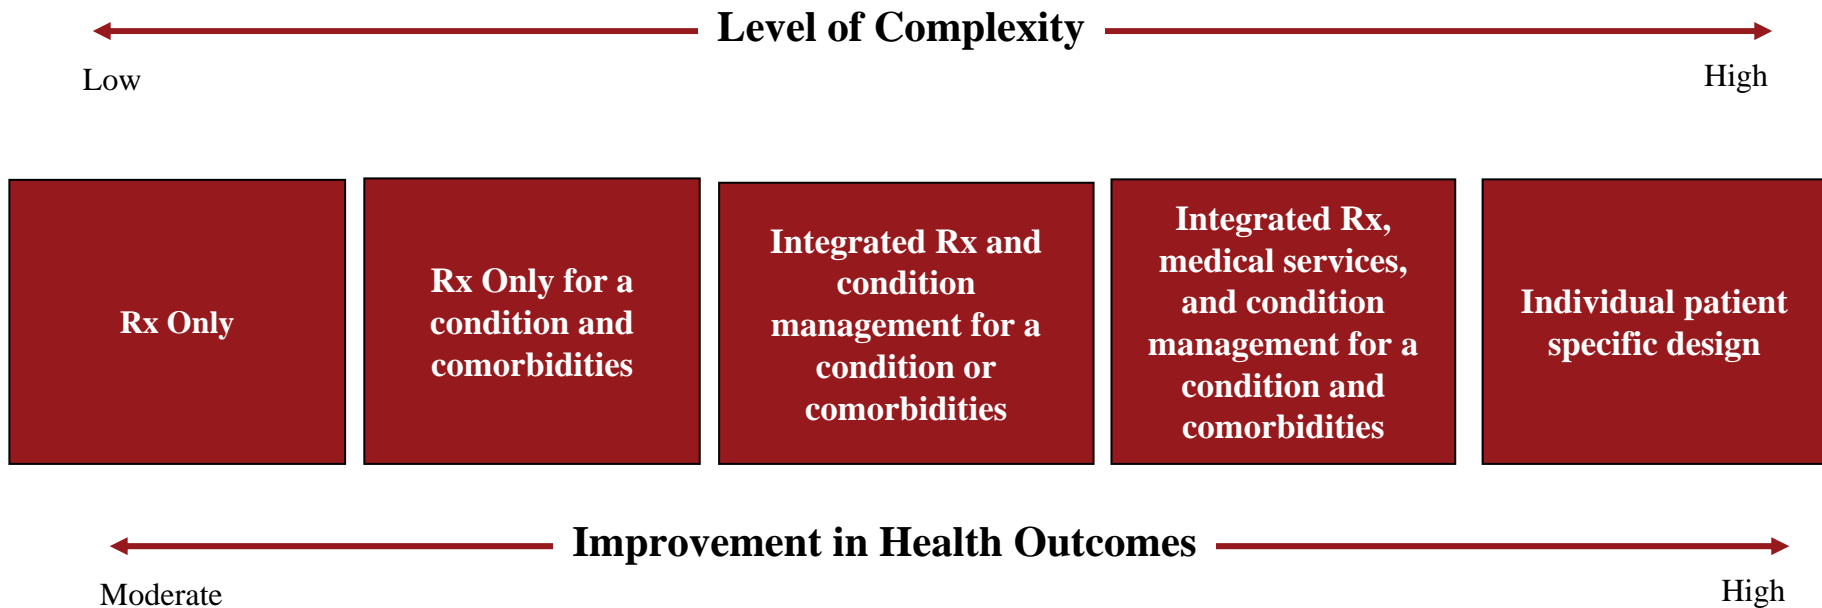 Level of Complexity
Low
High
Rx Only
Rx Only for a
condition and
comorbidities
Integrated Rx and
condition
management for a
condition or
comorbidities
Integrated Rx,
medical services,
and condition
management for a
condition and
comorbidities
Individual patient
specific design
Improvement in Health Outcomes
Moderate
High